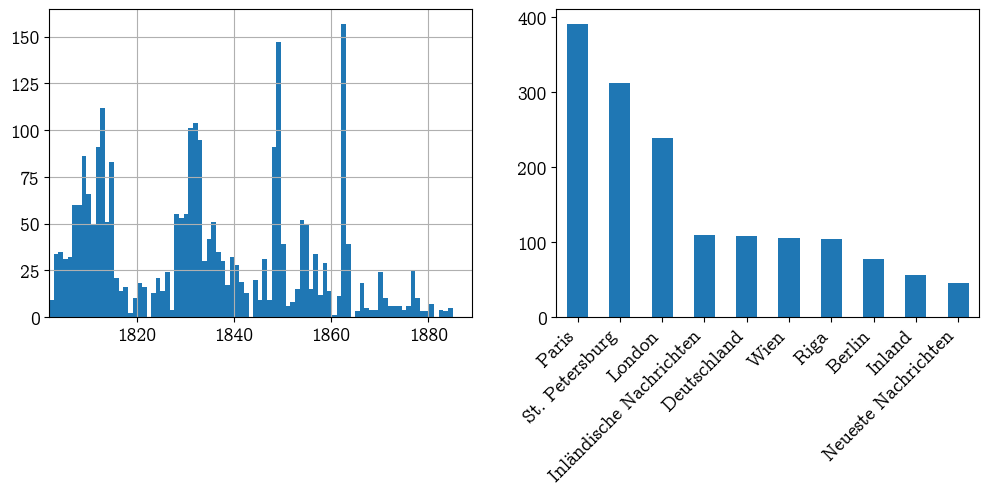 150
125
100
75
50
25
0
1820
1840
1860
1880
400
300
200
100
0
Paris
St. Petersburg
London
Inländische Nachrichten
Deutschland
Wien
Riga
Berlin
Inland
Neueste Nachrichten